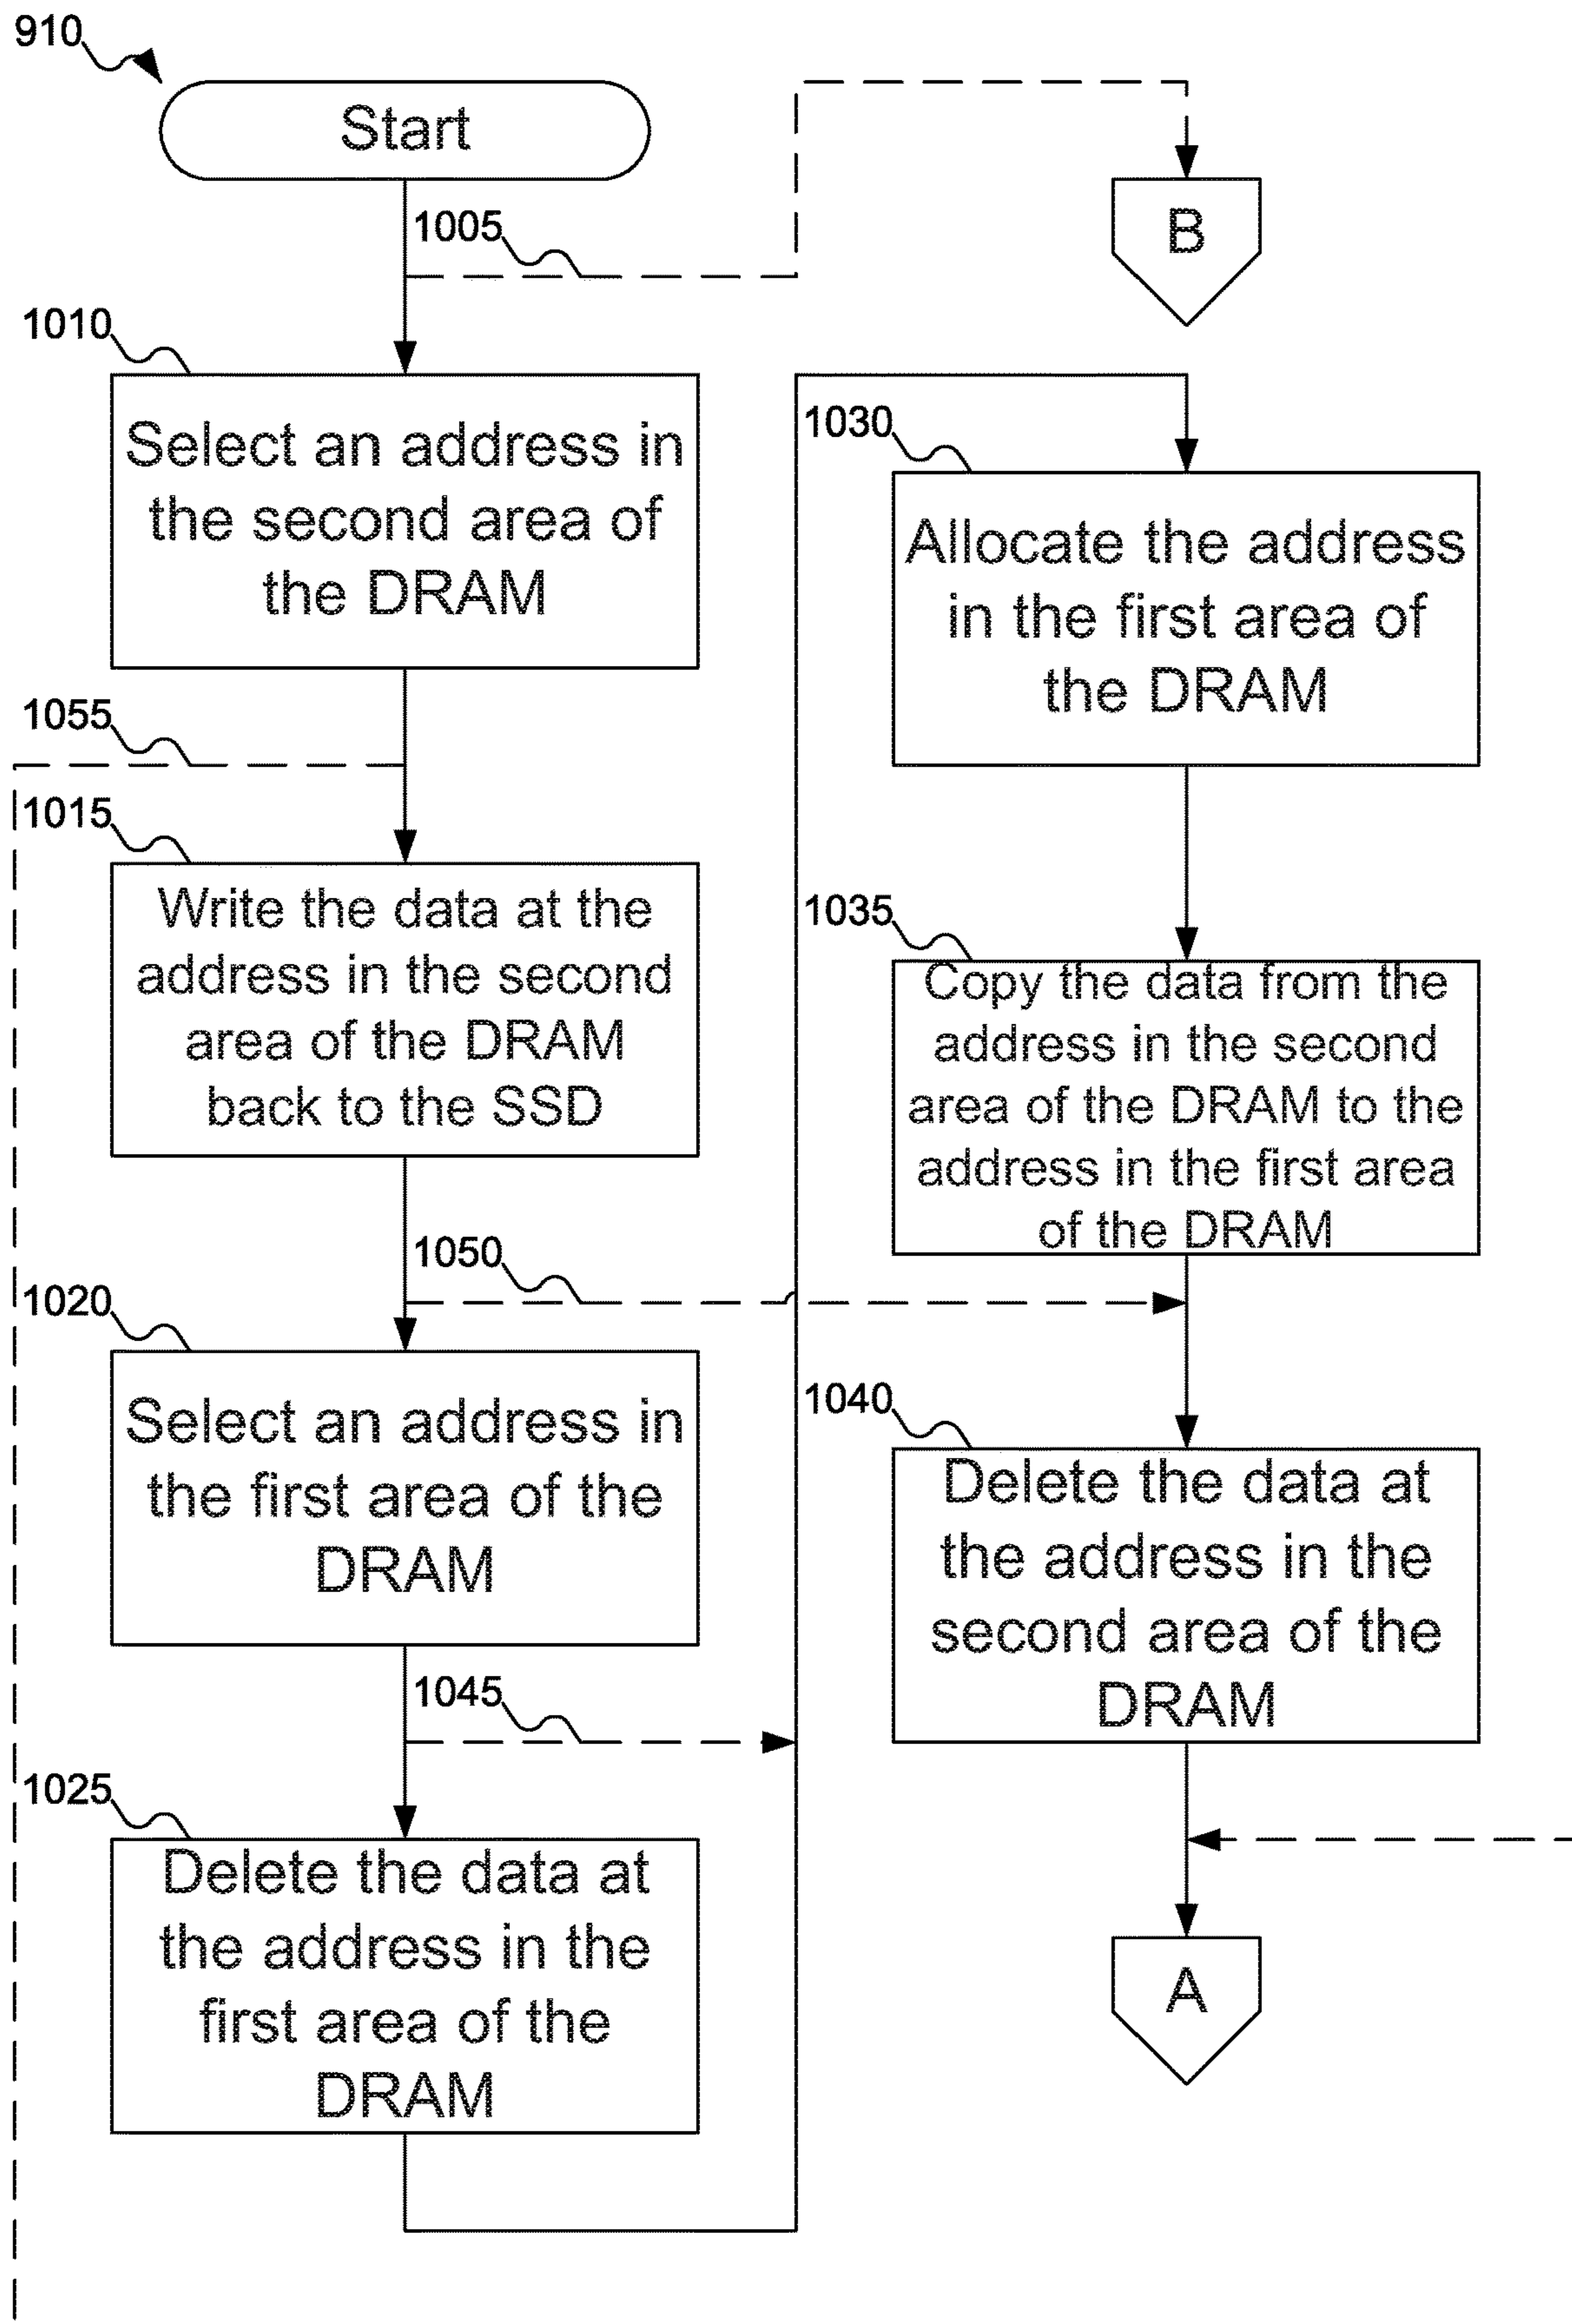 910
Start
1005
B
1010
Select an address in
the second area of
the DRAM
1055
1015
Write the data at the
address in the second
area of the DRAM
back to the SSD
1050
1020
Select an address in
the first area of the
DRAM
1045
1025
Delete the data at
the address in the
first area of the
DRAM
1030
Allocate the address
in the first area of
the DRAM
1035
Copy the data from the
address in the second
area of the DRAM to the
address in the first area
of the DRAM
1040
Delete the data at
the address in the
second area of the
DRAM
A